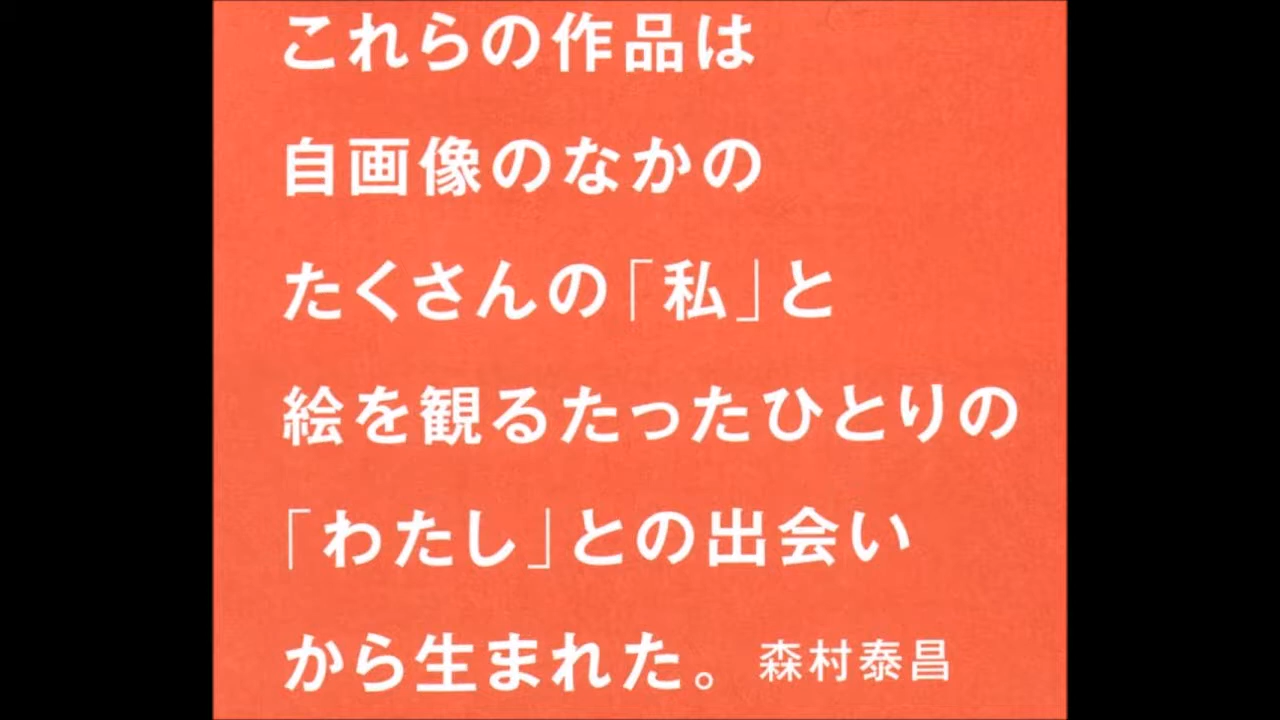 これらの作品は
自画像のなかの
たくさんの「私」と
絵を観るたったひとりの
「わたし」との出会い
から生まれた。 森村泰昌